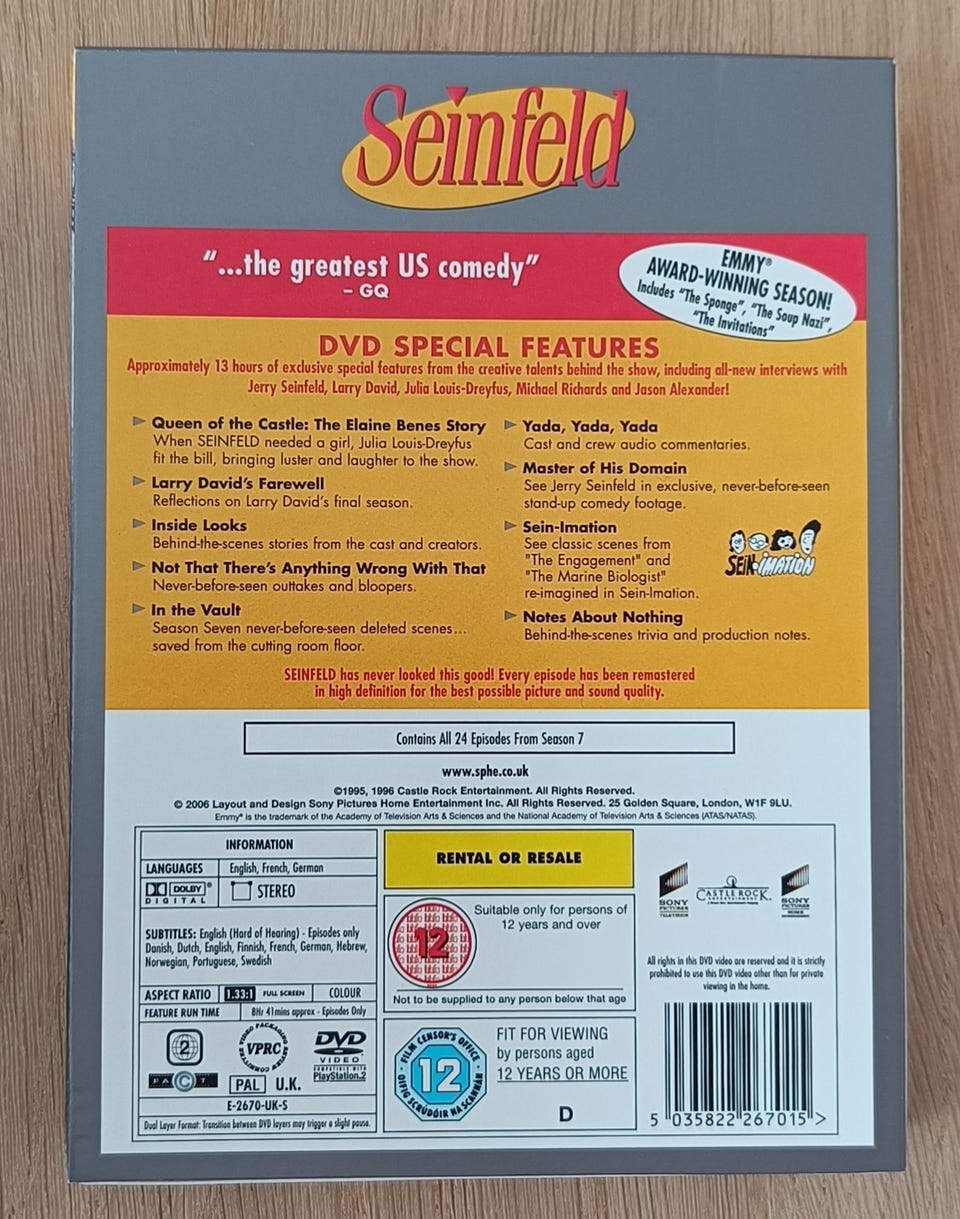 Seinfeld
"...the greatest US comedy"
– GQ
EMMY®
AWARD-WINNING SEASON!
Includes "The Sponge", "The Soup Nazi",
"The Invitations"
DVD SPECIAL FEATURES
Approximately 13 hours of exclusive special features from the creative talents behind the show, including all-new interviews with
Jerry Seinfeld, Larry David, Julia Louis-Dreyfus, Michael Richards and Jason Alexander!
Queen of the Castle: The Elaine Benes Story
When SEINFELD needed a girl, Julia Louis-Dreyfus
fit the bill, bringing luster and laughter to the show.
Larry David's Farewell
Reflections on Larry David's final season.
Inside Looks
Behind-the-scenes stories from the cast and creators.
Not That There's Anything Wrong With That
Never-before-seen outtakes and bloopers.
In the Vault
Season Seven never-before-seen deleted scenes...
saved from the cutting room floor.
Yada, Yada, Yada
Cast and crew audio commentaries.
Master of His Domain
See Jerry Seinfeld in exclusive, never-before-seen
stand-up comedy footage.
Sein-Imation
See classic scenes from
"The Engagement" and
"The Marine Biologist"
re-imagined in Sein-Imation.
SEIN-IMATION
Notes About Nothing
Behind-the-scenes trivia and production notes.
SEINFELD has never looked this good! Every episode has been remastered
in high definition for the best possible picture and sound quality.
Contains All 24 Episodes From Season 7
www.sphe.co.uk
©1995, 1996 Castle Rock Entertainment. All Rights Reserved.
© 2006 Layout and Design Sony Pictures Home Entertainment Inc. All Rights Reserved. 25 Golden Square, London, W1F 9LU.
Emmy® is the trademark of the Academy of Television Arts & Sciences and the National Academy of Television Arts & Sciences (ATAS/NATAS).
INFORMATION
LANGUAGES English, French, German
DOLBY®
DIGITAL
STEREO
SUBTITLES: English (Hard of Hearing) - Episodes only
Danish, Dutch, English, Finnish, French, German, Hebrew,
Norwegian, Portuguese, Swedish
ASPECT RATIO 1.33:1 FULL SCREEN COLOUR
FEATURE RUN TIME 8Hr 41mins approx - Episodes Only
2
VIDEO PACKAGING REVIEW COMMITTEE
VPRC
DVD
VIDEO
COMPATIBLE WITH
PlayStation.2
FACT
PAL U.K.
E-2670-UK-S
Dual Layer Format: Transition between DVD layers may trigger a slight pause.
RENTAL OR RESALE
12
Suitable only for persons of
12 years and over
Not to be supplied to any person below that age
FILM CENSOR'S OFFICE
12
OIFIG SCRÚDÓIR NA SCANNÁN
FIT FOR VIEWING
by persons aged
12 YEARS OR MORE
D
SONY
PICTURES
TELEVISION
CASTLE ROCK
ENTERTAINMENT
SONY
PICTURES
All rights in this DVD video are reserved and it is strictly
prohibited to use this DVD video other than for private
viewing in the home.
5 035822 267015 >